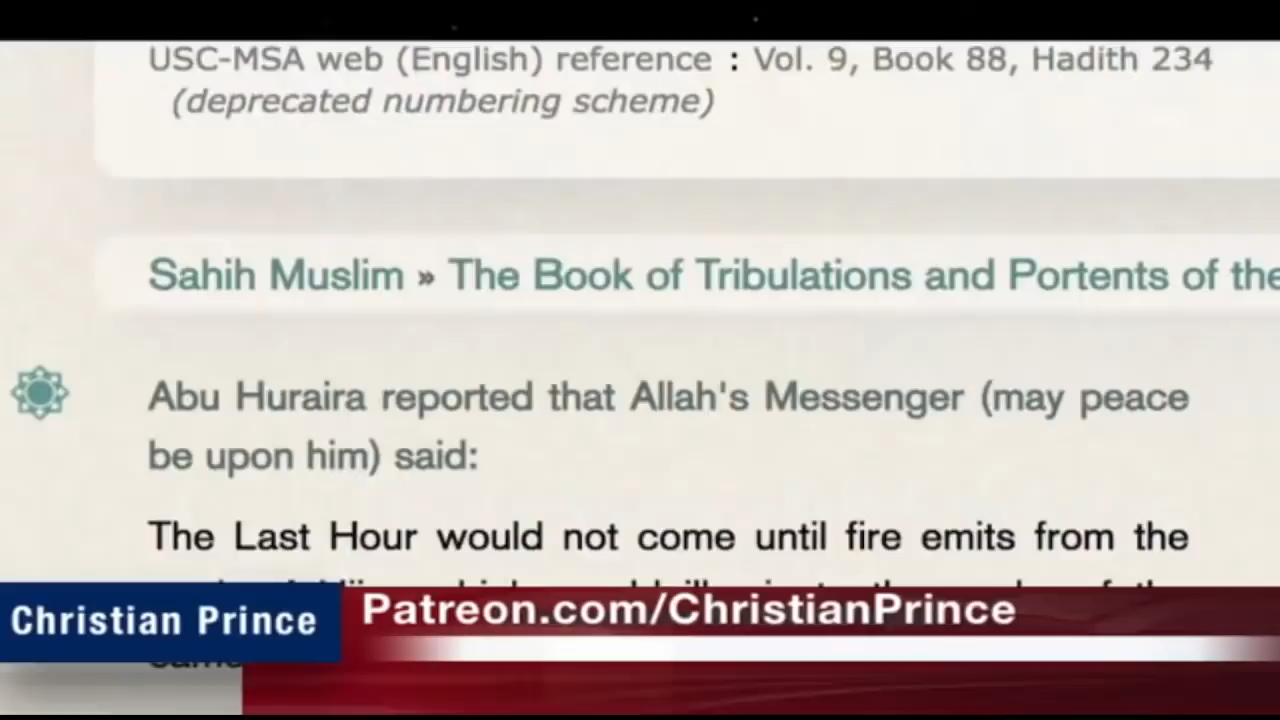 USC-MSA web (English) reference : Vol. 9, Book 88, Hadith 234
(deprecated numbering scheme)
Sahih Muslim » The Book of Tribulations and Portents of the
Abu Huraira reported that Allah's Messenger (may peace
be upon him) said:
The Last Hour would not come until fire emits from the
Christian Prince
Patreon.com/ChristianPrince